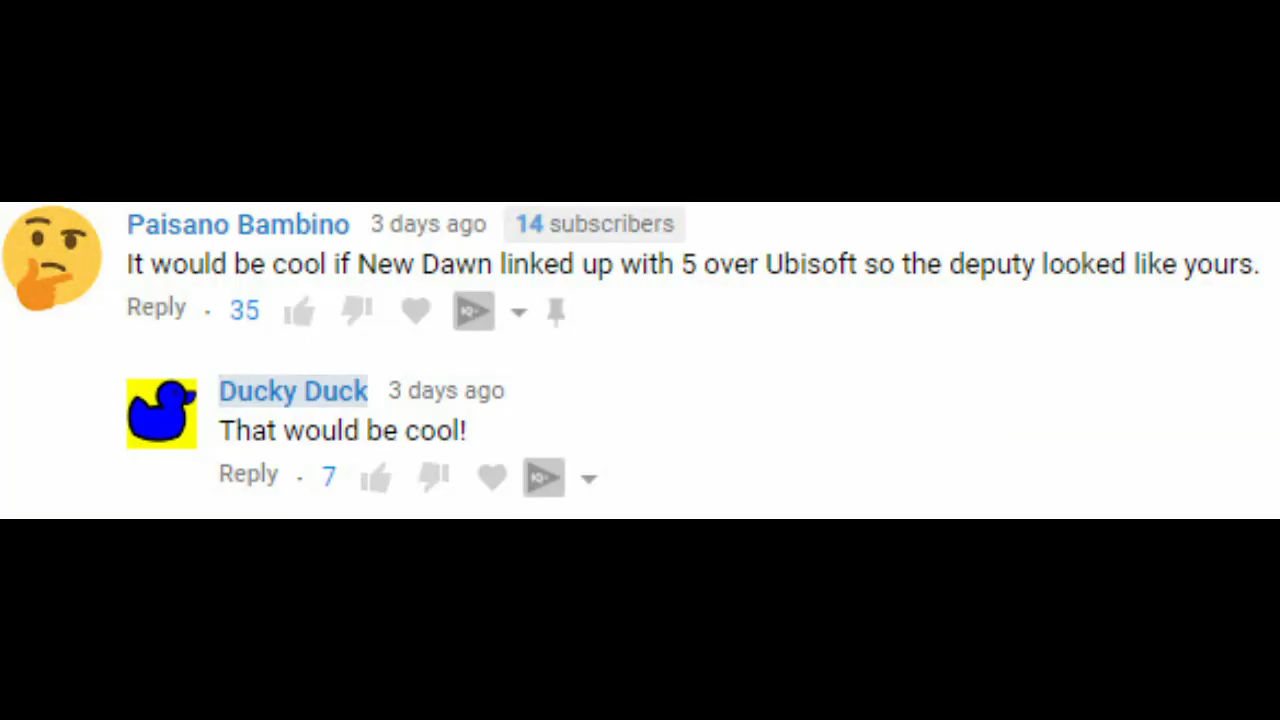 Paisano Bambino 3 days ago 14 subscribers
It would be cool if New Dawn linked up with 5 over Ubisoft so the deputy looked like yours.
Reply · 35
Ducky Duck 3 days ago
That would be cool!
Reply · 7